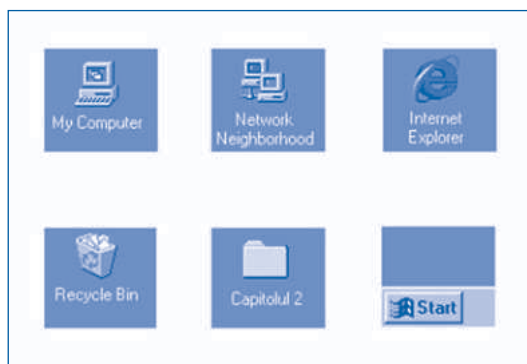 My Computer
Network
Neighborhood
Internet
Explorer
Recycle Bin
Capitolul 2
Start